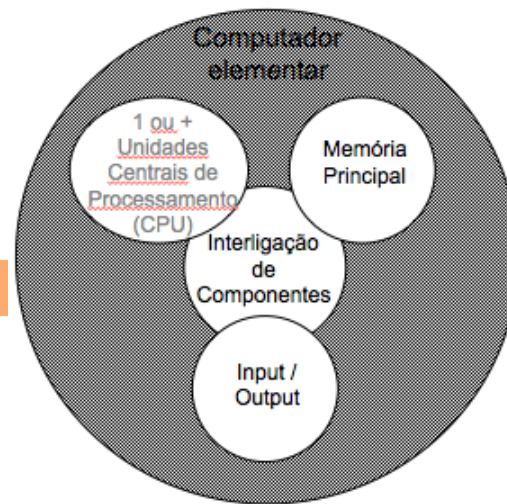 Computador
elementar
1 ou +
Unidades
Centrais de
Processamento
(CPU)
Memória
Principal
Interligação
de
Componentes
Input /
Output